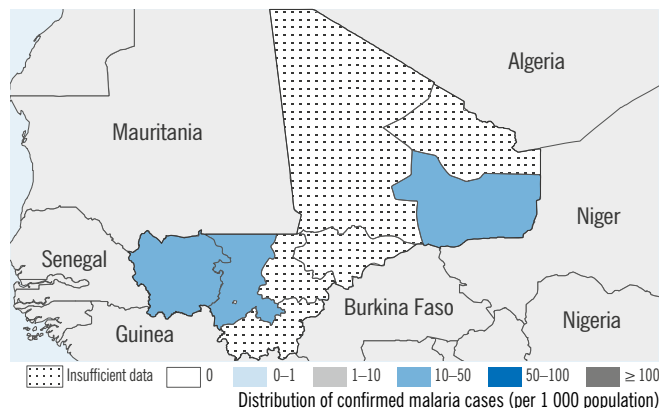 Algeria
Mauritania
Niger
Senegal
Burkina Faso
Guinea
Nigeria
Insufficient data 0 0–1 1–10 10–50 50–100 ≥ 100
Distribution of confirmed malaria cases (per 1 000 population)